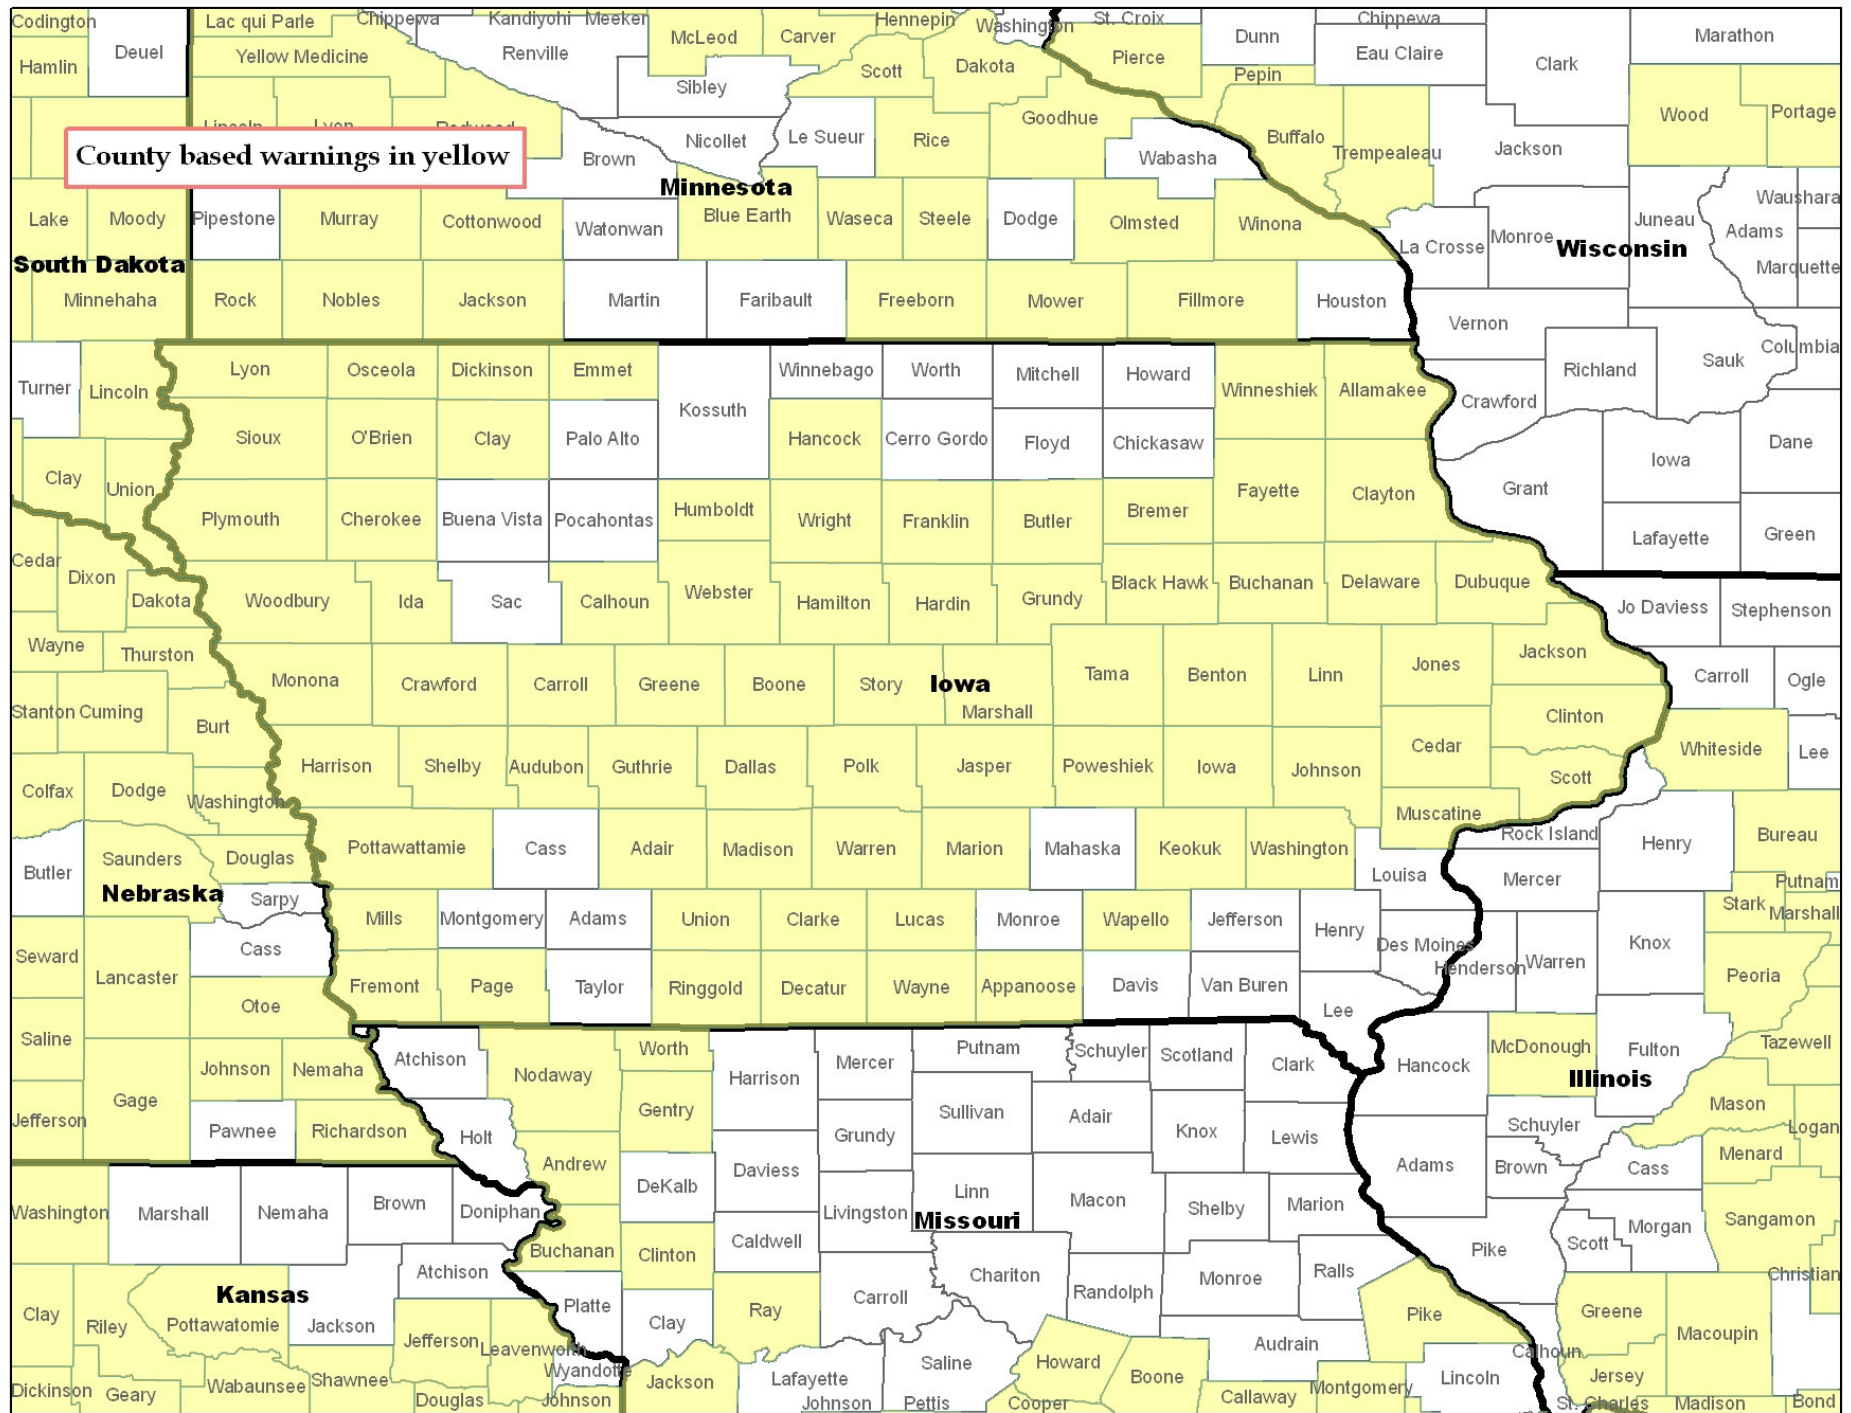 Codington Lac qui Parle Chippewa Kandiyohi Meeker Hennepin Washington St. Croix Chippewa
Deuel McLeod Carver Dunn Marathon
Hamlin Yellow Medicine Renville Scott Dakota Pierce Eau Claire Clark
Pepin
Sibley
Lincoln Lyon Redwood Nicollet Le Sueur Rice Goodhue Buffalo Trempealeau Wood Portage
County based warnings in yellow
Brown Wabasha Jackson
Minnesota
Lake Moody Pipestone Murray Cottonwood Watonwan Blue Earth Waseca Steele Dodge Olmsted Winona La Crosse Monroe Juneau Adams Waushara
South Dakota Wisconsin
Marquette
Minnehaha Rock Nobles Jackson Martin Faribault Freeborn Mower Fillmore Houston Vernon
Turner Lincoln Lyon Osceola Dickinson Emmet Kossuth Winnebago Worth Mitchell Howard Winneshiek Allamakee Crawford Richland Sauk Columbia
Sioux O'Brien Clay Palo Alto Hancock Cerro Gordo Floyd Chickasaw Iowa Dane
Clay Union Plymouth Cherokee Buena Vista Pocahontas Humboldt Wright Franklin Butler Bremer Fayette Clayton Grant Lafayette Green
Cedar Dixon Dakota Woodbury Ida Sac Calhoun Webster Hamilton Hardin Grundy Black Hawk Buchanan Delaware Dubuque Jo Daviess Stephenson
Wayne Thurston Monona Crawford Carroll Greene Boone Story Marshall Tama Benton Linn Jones Jackson Carroll Ogle
Iowa
Stanton Cuming Burt Clinton
Harrison Shelby Audubon Guthrie Dallas Polk Jasper Poweshiek Iowa Johnson Cedar Scott Whiteside Lee
Colfax Dodge Washington Muscatine
Butler Saunders Douglas Pottawattamie Cass Adair Madison Warren Marion Mahaska Keokuk Washington Louisa Rock Island Mercer Henry Bureau
Nebraska
Sarpy Putnam
Mills Montgomery Adams Union Clarke Lucas Monroe Wapello Jefferson Henry Des Moines Stark Marshall
Seward Lancaster Cass Henderson Warren Knox Peoria
Otoe Fremont Page Taylor Ringgold Decatur Wayne Appanoose Davis Van Buren Lee
Saline Johnson Nemaha Atchison Nodaway Worth Harrison Mercer Putnam Schuyler Scotland Clark Hancock McDonough Fulton Tazewell
Illinois
Jefferson Gage Pawnee Richardson Holt Gentry Grundy Sullivan Adair Knox Lewis Schuyler Mason Logan
Andrew DeKalb Daviess Linn Macon Adams Brown Cass Menard
Washington Marshall Nemaha Brown Doniphan Livingston Shelby Marion Scott Morgan Sangamon
Missouri
Buchanan Clinton Caldwell Pike
Atchison Chariton Randolph Monroe Ralls Christian
Kansas
Clay Riley Pottawatomie Jackson Jefferson Leavenworth Platte Clay Ray Carroll Audrain Pike Calhoun Greene Macoupin
Wyandotte
Dickinson Geary Wabaunsee Shawnee Douglas Johnson Jackson Lafayette Saline Howard Boone Montgomery Lincoln Jersey
Johnson Pettis Cooper Callaway St. Charles Madison Bond